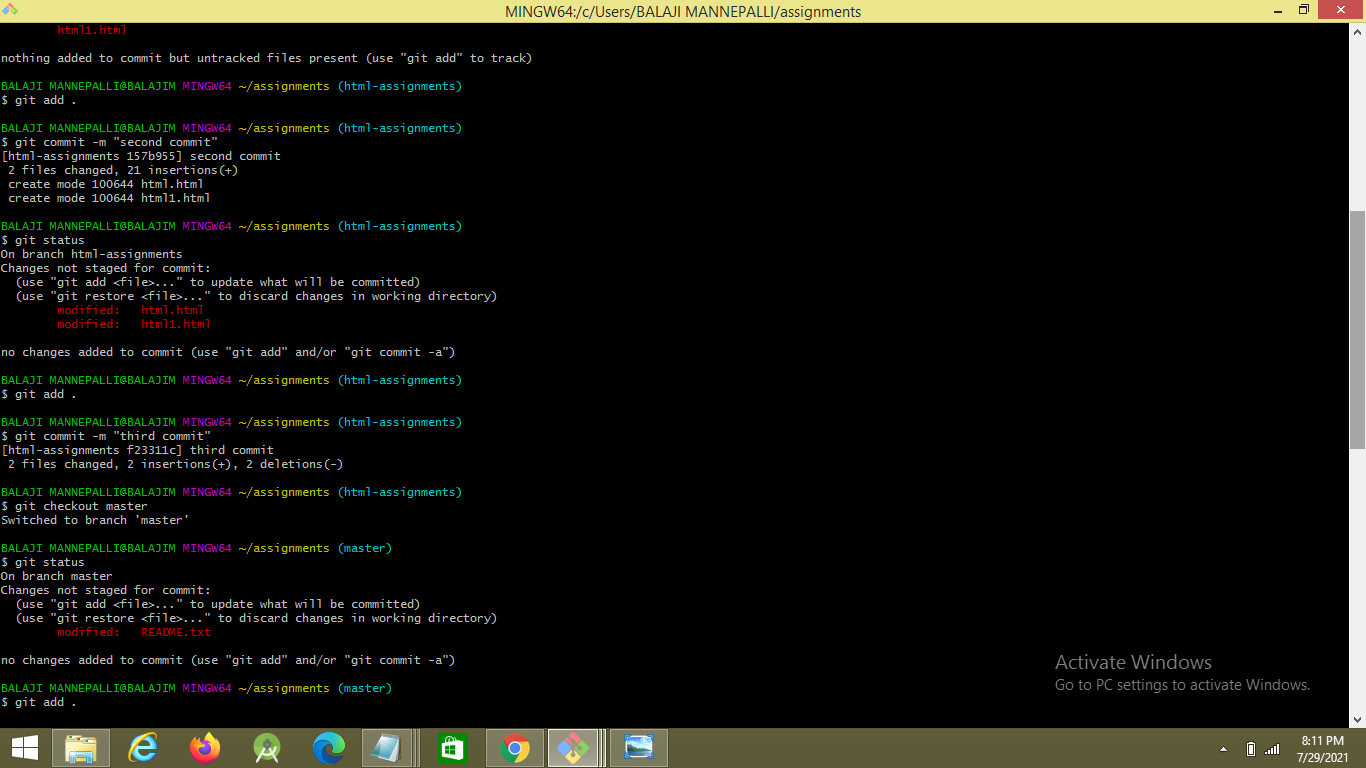 MINGW64:/c/Users/BALAJI MANNEPALLI/assignments
html1.html
nothing added to commit but untracked files present (use "git add" to track)
BALAJI MANNEPALLI@BALAJIM MINGW64 ~/assignments (html-assignments)
$ git add .
BALAJI MANNEPALLI@BALAJIM MINGW64 ~/assignments (html-assignments)
$ git commit -m "second commit"
[html-assignments 157b955] second commit
2 files changed, 21 insertions(+)
create mode 100644 html.html
create mode 100644 html1.html
BALAJI MANNEPALLI@BALAJIM MINGW64 ~/assignments (html-assignments)
$ git status
On branch html-assignments
Changes not staged for commit:
(use "git add <file>..." to update what will be committed)
(use "git restore <file>..." to discard changes in working directory)
modified:   html.html
modified:   html1.html
no changes added to commit (use "git add" and/or "git commit -a")
BALAJI MANNEPALLI@BALAJIM MINGW64 ~/assignments (html-assignments)
$ git add .
BALAJI MANNEPALLI@BALAJIM MINGW64 ~/assignments (html-assignments)
$ git commit -m "third commit"
[html-assignments f23311c] third commit
2 files changed, 2 insertions(+), 2 deletions(-)
BALAJI MANNEPALLI@BALAJIM MINGW64 ~/assignments (html-assignments)
$ git checkout master
Switched to branch 'master'
BALAJI MANNEPALLI@BALAJIM MINGW64 ~/assignments (master)
$ git status
On branch master
Changes not staged for commit:
(use "git add <file>..." to update what will be committed)
(use "git restore <file>..." to discard changes in working directory)
modified:   README.txt
no changes added to commit (use "git add" and/or "git commit -a")
BALAJI MANNEPALLI@BALAJIM MINGW64 ~/assignments (master)
$ git add .
Activate Windows
Go to PC settings to activate Windows.
8:11 PM
7/29/2021